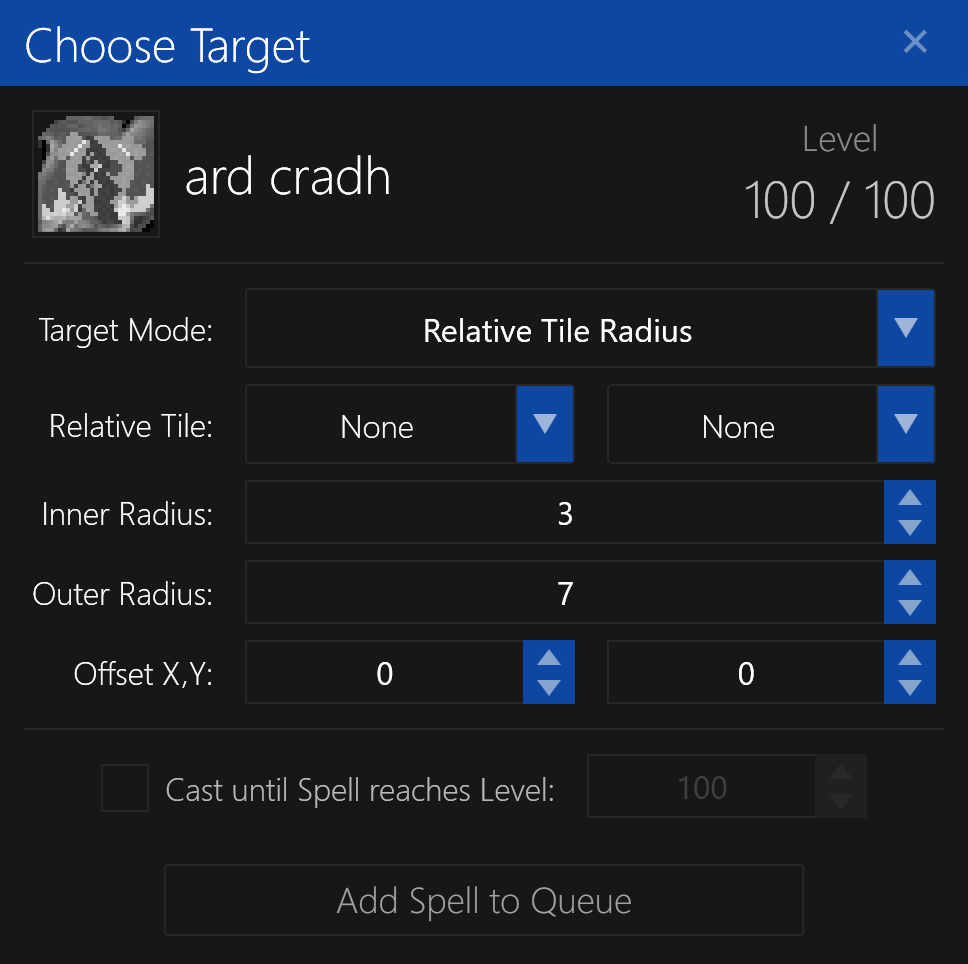 Choose Target
ard cradh
Level
100 / 100
Target Mode: Relative Tile Radius
Relative Tile: None None
Inner Radius: 3
Outer Radius: 7
Offset X,Y: 0 0
Cast until Spell reaches Level: 100
Add Spell to Queue